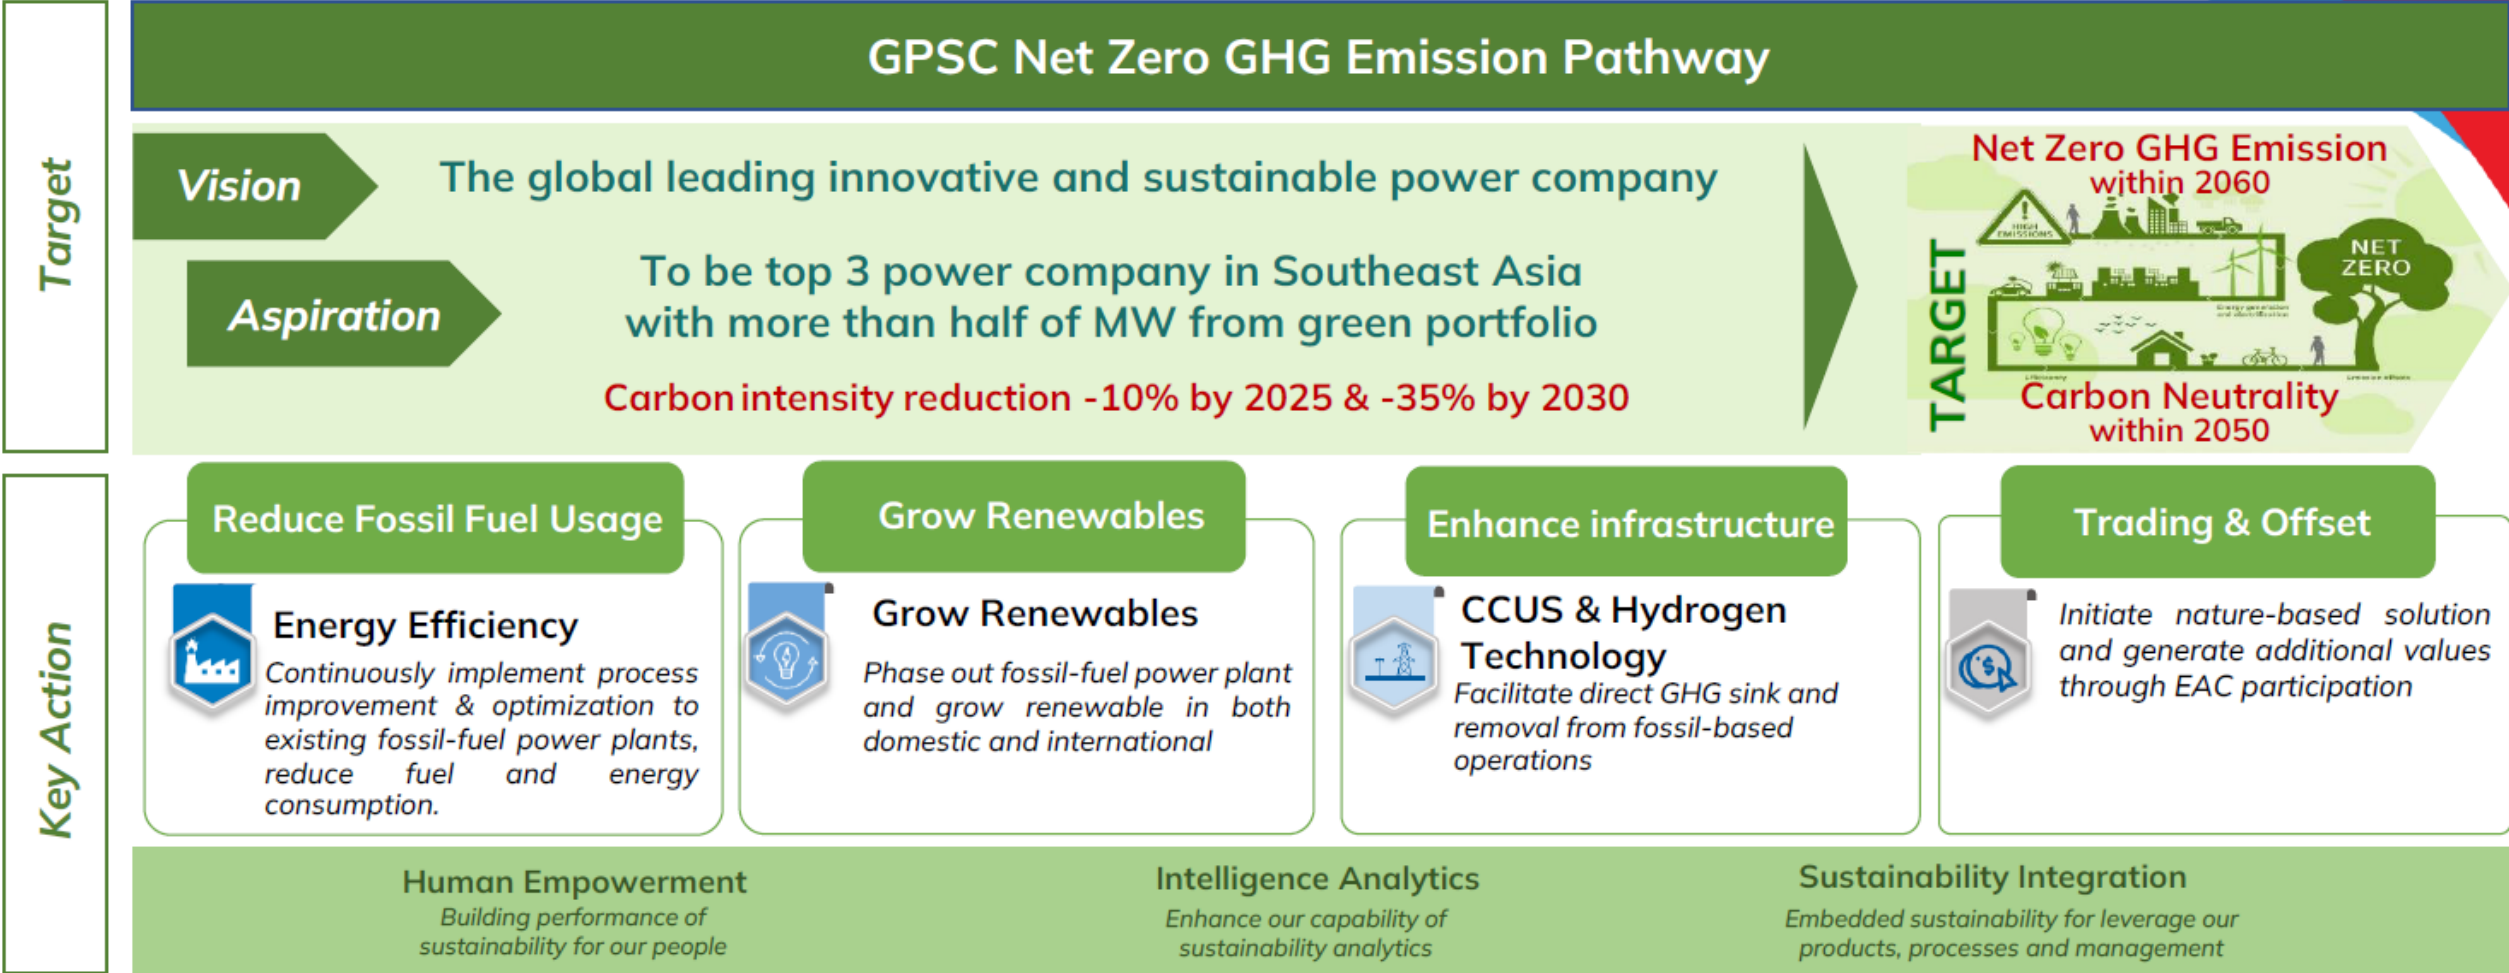 GPSC Net Zero GHG Emission Pathway
Target
Vision
The global leading innovative and sustainable power company
Aspiration
To be top 3 power company in Southeast Asia
with more than half of MW from green portfolio
Carbon intensity reduction -10% by 2025 & -35% by 2030
TARGET
Net Zero GHG Emission
within 2060
HIGH
EMISSIONS
NET
ZERO
Energy generation
and electrification
Efficiency
Emission offsets
Carbon Neutrality
within 2050
Key Action
Reduce Fossil Fuel Usage
Energy Efficiency
Continuously implement process
improvement & optimization to
existing fossil-fuel power plants,
reduce fuel and energy
consumption.
Grow Renewables
Grow Renewables
Phase out fossil-fuel power plant
and grow renewable in both
domestic and international
Enhance infrastructure
CCUS & Hydrogen
Technology
Facilitate direct GHG sink and
removal from fossil-based
operations
Trading & Offset
Initiate nature-based solution
and generate additional values
through EAC participation
Human Empowerment
Building performance of
sustainability for our people
Intelligence Analytics
Enhance our capability of
sustainability analytics
Sustainability Integration
Embedded sustainability for leverage our
products, processes and management